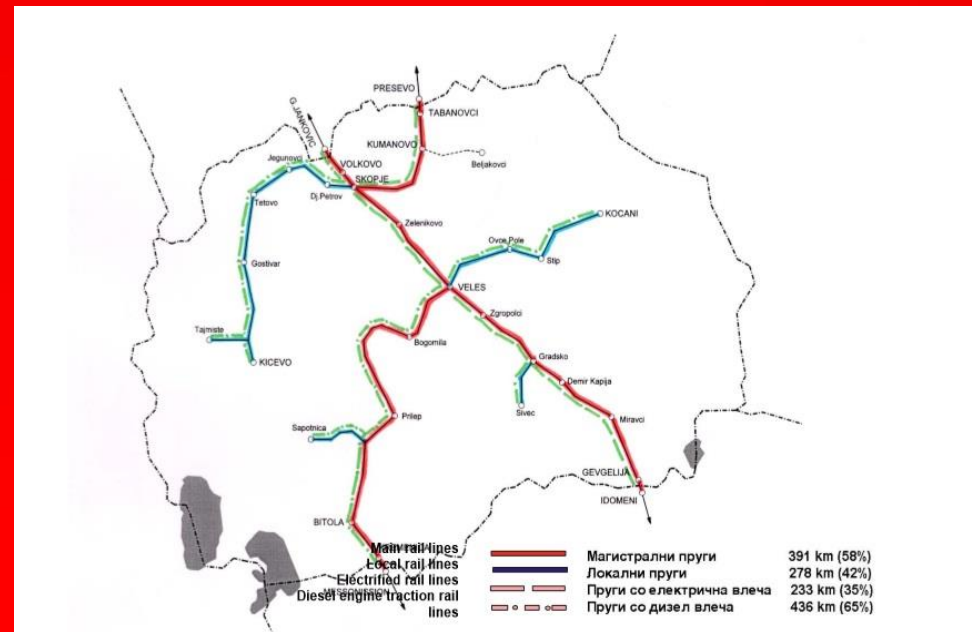 PRESEVO
TABANOVCI
GJANKOVIC
KUMANOVO
Beljakovci
VOLKOVO
Jegunovci
SKOPJE
Dj.Petrov
Tetovo
Zelenikovo
KOCANI
Ovce Pole
Stip
Gostivar
VELES
Zgropolci
Tajmiste
Bogomila
KICEVO
Gradsko
Demir Kapija
Sivec
Prilep
Miravci
Sapotnica
GEVGELIJA
IDOMENI
BITOLA
Main rail lines Магистрални пруги 391 km (58%)
Local rail lines Локални пруги 278 km (42%)
Electrified rail lines Пруги со електрична влеча 233 km (35%)
Diesel engine traction rail Пруги со дизел влеча 436 km (65%)
lines